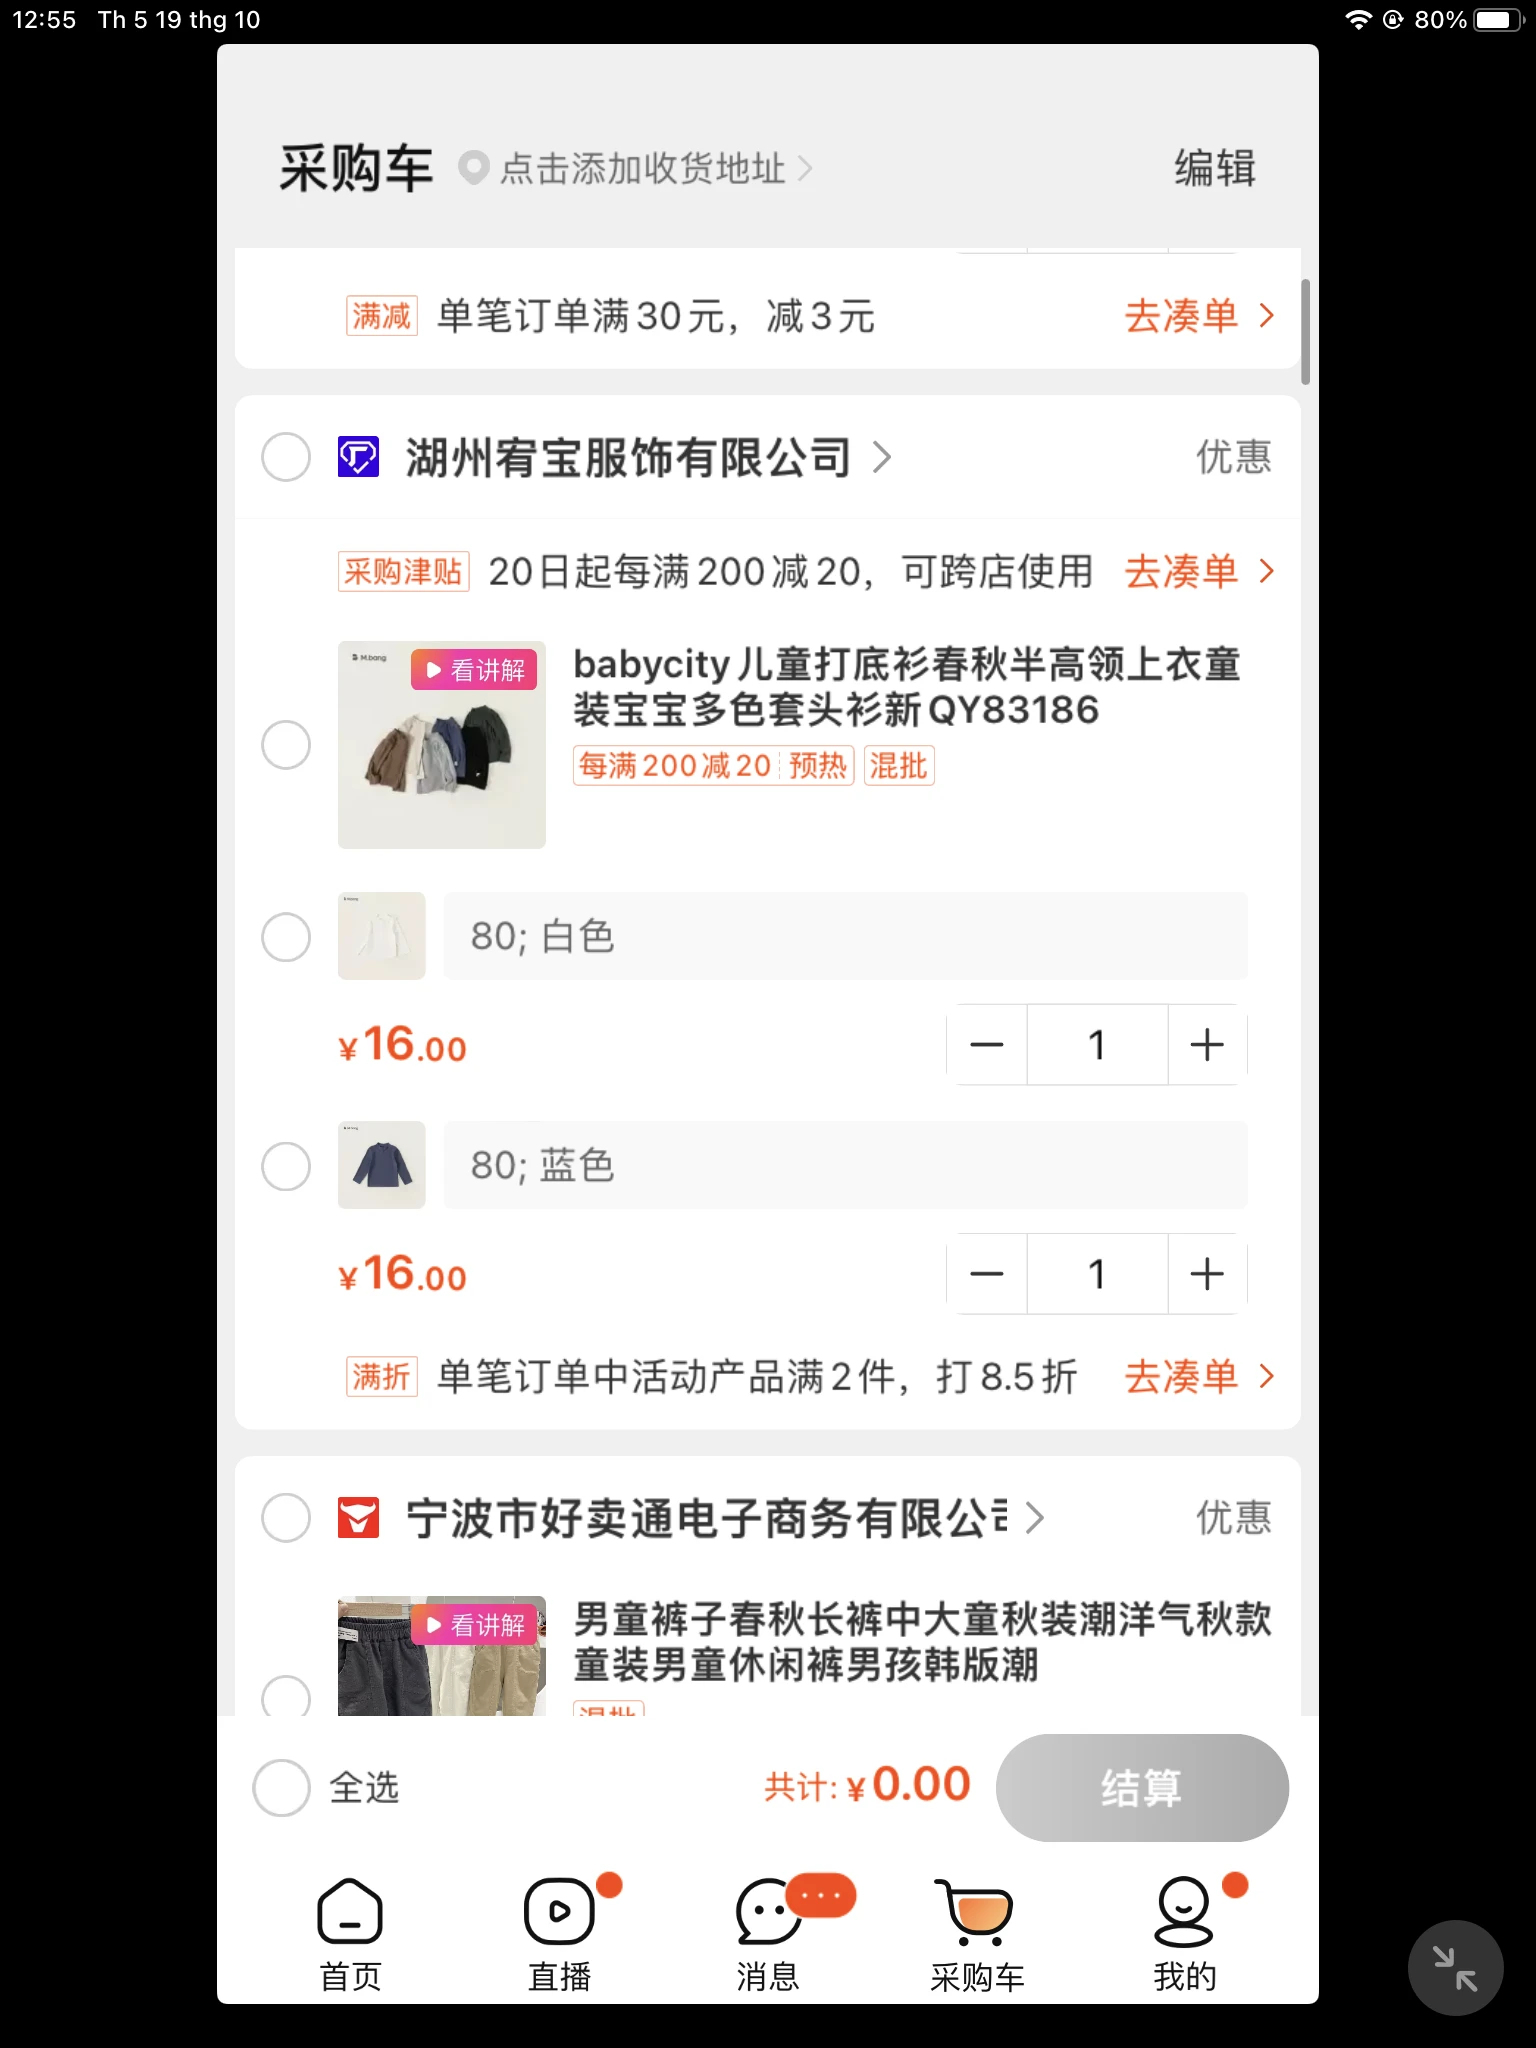 12:55 Th 5 19 thg 10 80%
采购车 点击添加收货地址 编辑
满减 单笔订单满30元，减3元 去凑单
湖州宥宝服饰有限公司 优惠
采购津贴 20日起每满200减20，可跨店使用 去凑单
M.bang
看讲解
babycity儿童打底衫春秋半高领上衣童
装宝宝多色套头衫新QY83186
每满200减20 预热 混批
80; 白色
¥16.00 1
80; 蓝色
¥16.00 1
满折 单笔订单中活动产品满2件，打8.5折 去凑单
宁波市好卖通电子商务有限公司 优惠
看讲解
男童裤子春秋长裤中大童秋装潮洋气秋款
童装男童休闲裤男孩韩版潮
混批
全选 共计: ¥0.00 结算
首页 直播 消息 采购车 我的